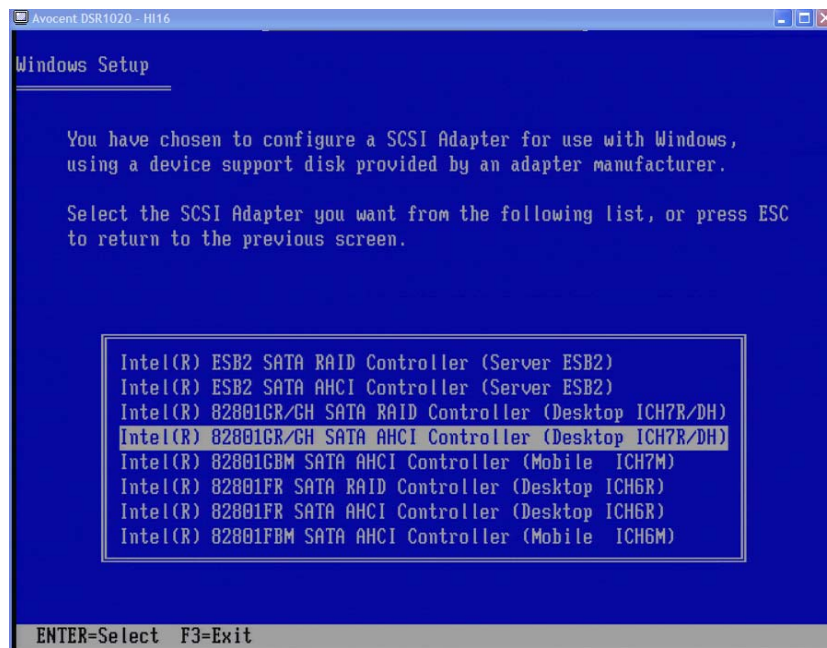 Avocent DSR1020 - HI16
Windows Setup
You have chosen to configure a SCSI Adapter for use with Windows,
using a device support disk provided by an adapter manufacturer.
Select the SCSI Adapter you want from the following list, or press ESC
to return to the previous screen.
Intel(R) ESB2 SATA RAID Controller (Server ESB2)
Intel(R) ESB2 SATA AHCI Controller (Server ESB2)
Intel(R) 82801GR/GH SATA RAID Controller (Desktop ICH7R/DH)
Intel(R) 82801GR/GH SATA AHCI Controller (Desktop ICH7R/DH)
Intel(R) 82801GBM SATA AHCI Controller (Mobile  ICH7M)
Intel(R) 82801FR SATA RAID Controller (Desktop ICH6R)
Intel(R) 82801FR SATA AHCI Controller (Desktop ICH6R)
Intel(R) 82801FBM SATA AHCI Controller (Mobile  ICH6M)
ENTER=Select  F3=Exit